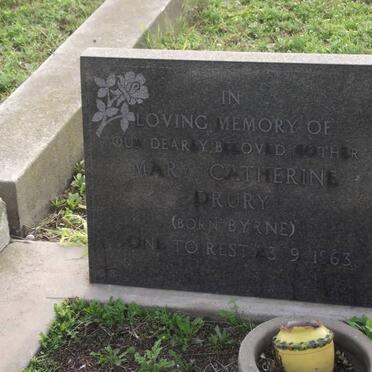 IN
LOVING MEMORY OF
OUR DEARLY BELOVED MOTHER
MARY CATHERINE
DRURY
(BORN BYRNE)
GONE TO REST 23.9.1963